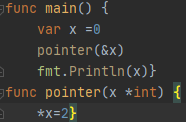 func main() {
var x =0
pointer(&x)
fmt.Println(x)}
func pointer(x *int) {
*x=2}